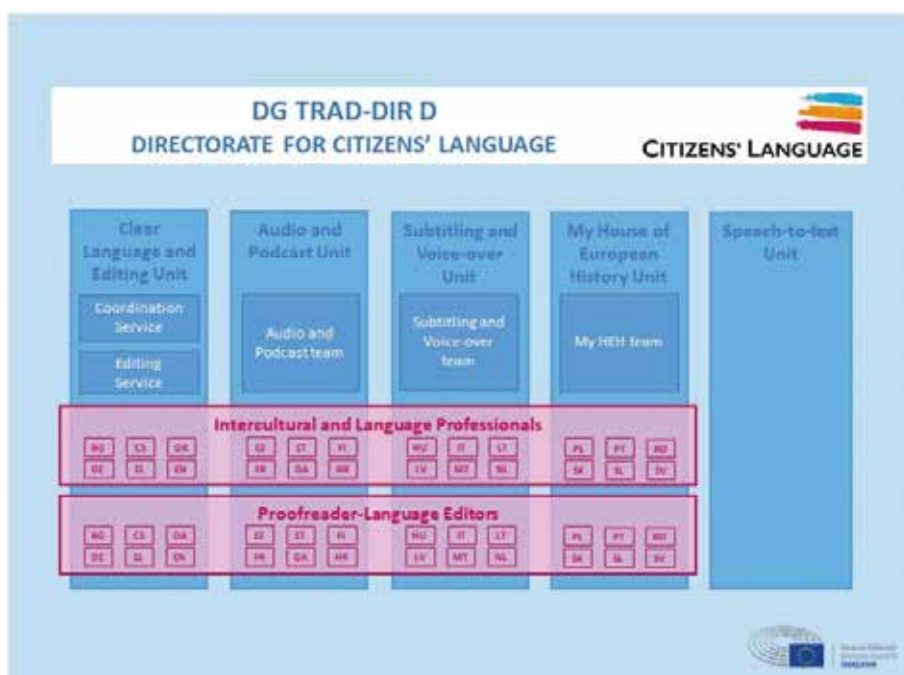 DG TRAD-DIR D
DIRECTORATE FOR CITIZENS' LANGUAGE
CITIZENS' LANGUAGE
Clear
Language and
Editing Unit
Coordination
Service
Editing
Service
Audio and
Podcast Unit
Audio and
Podcast team
Subtitling and
Voice-over
Unit
Subtitling and
Voice-over
team
My House of
European
History Unit
My HEH team
Speech-to-text
Unit
Intercultural and Language Professionals
BG CS DA
DE EL EN
ET FI
FR GA HR
HU IT LT
LV MT NL
PL PT RO
SK SL SV
Proofreader-Language Editors
BG CS DA
DE EL EN
ET FI
FR GA HR
HU IT LT
LV MT NL
PL PT RO
SK SL SV